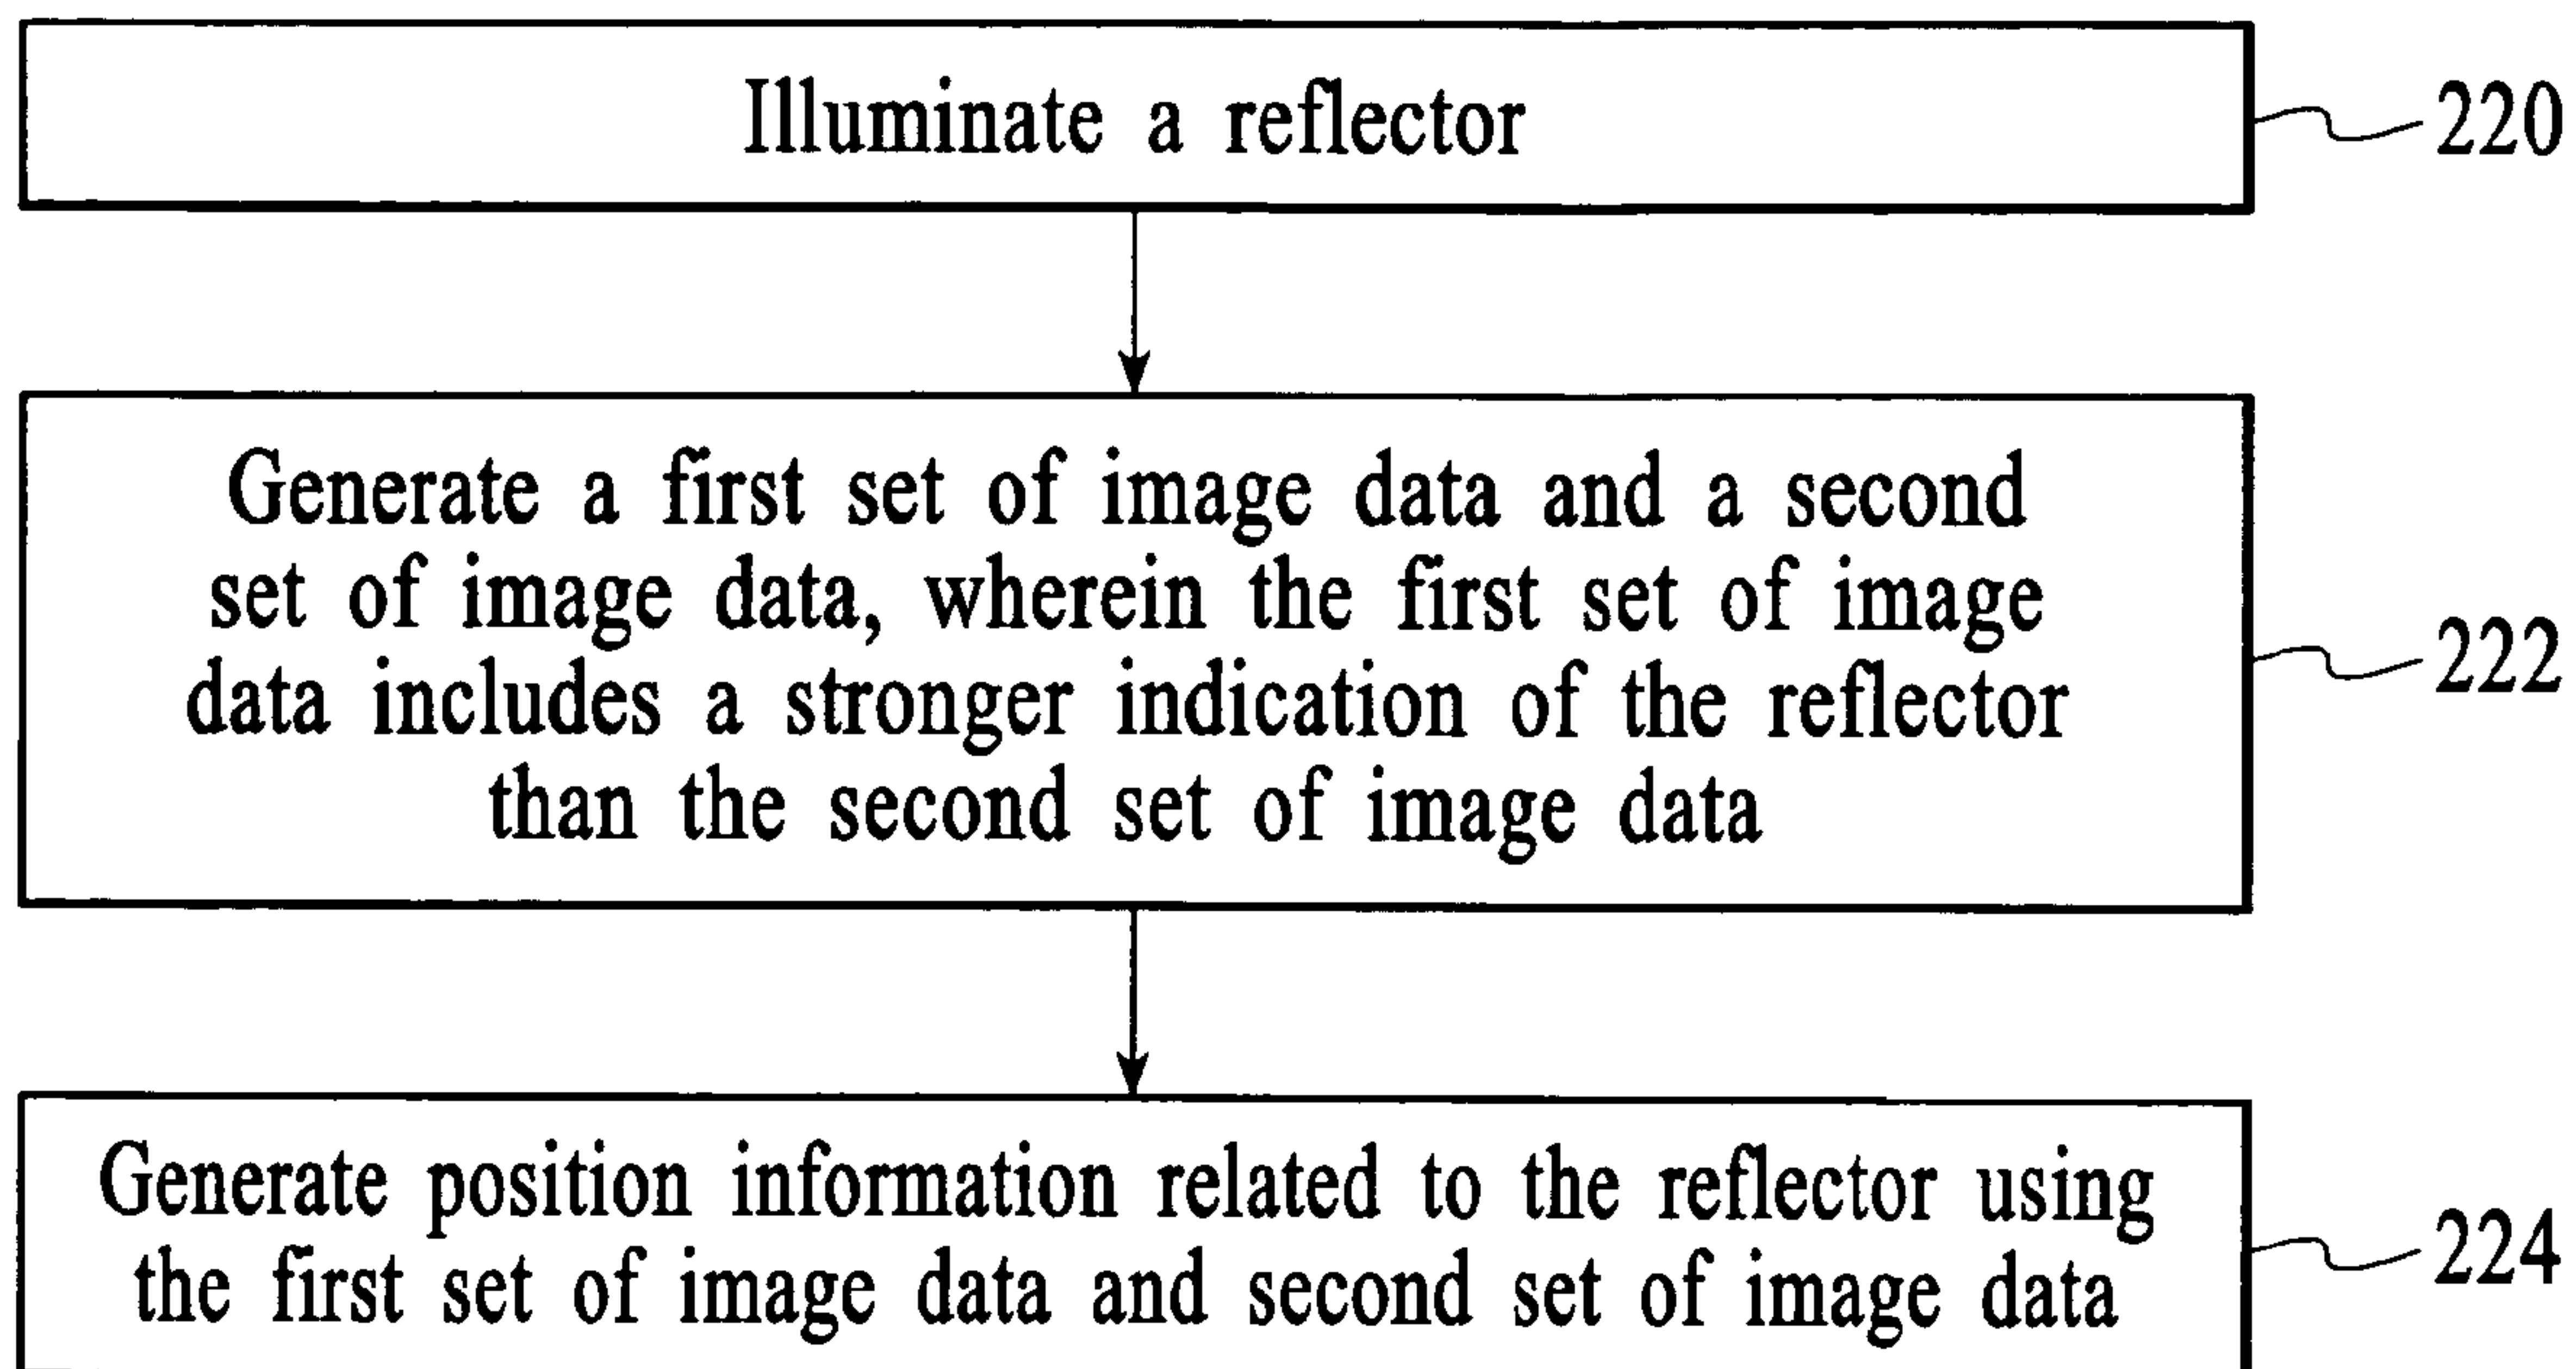 Illuminate a reflector
220
Generate a first set of image data and a second
set of image data, wherein the first set of image
data includes a stronger indication of the reflector
than the second set of image data
222
Generate position information related to the reflector using
the first set of image data and second set of image data
224